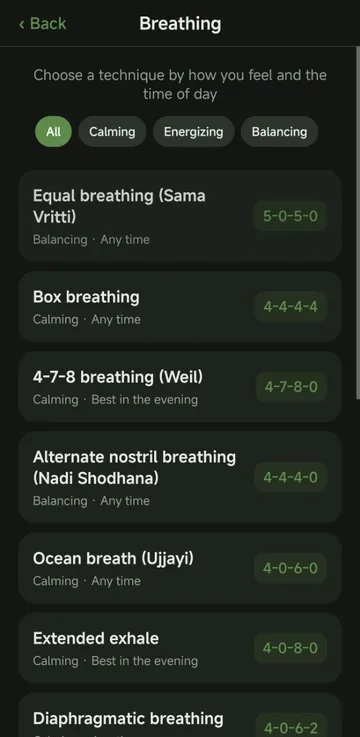 ‹ Back
Breathing
Choose a technique by how you feel and the
time of day
All
Calming
Energizing
Balancing
Equal breathing (Sama
Vritti)
5-0-5-0
Balancing · Any time
Box breathing
4-4-4-4
Calming · Any time
4-7-8 breathing (Weil)
4-7-8-0
Calming · Best in the evening
Alternate nostril breathing
(Nadi Shodhana)
4-4-4-0
Balancing · Any time
Ocean breath (Ujjayi)
4-0-6-0
Calming · Any time
Extended exhale
4-0-8-0
Calming · Best in the evening
Diaphragmatic breathing
4-0-6-2